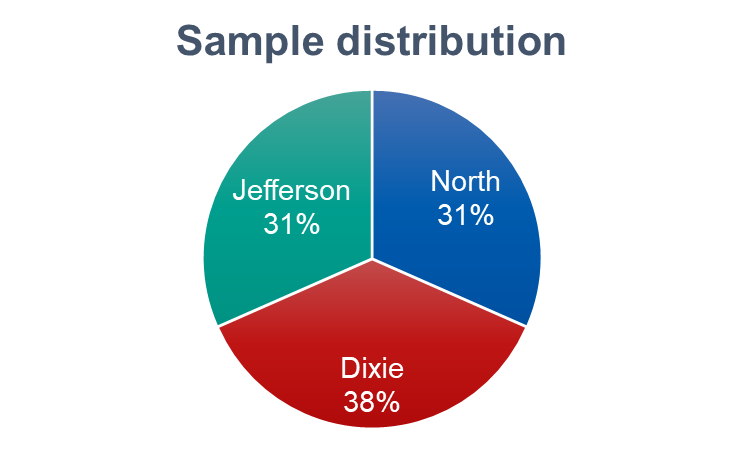 Sample distribution
Jefferson
31%
North
31%
Dixie
38%